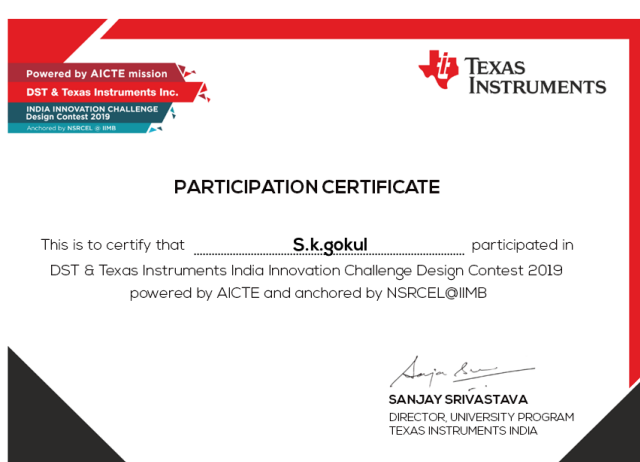 Powered by AICTE mission
DST & Texas Instruments Inc.
INDIA INNOVATION CHALLENGE
Design Contest 2019
Anchored by NSRCEL @ IIMB
TEXAS
INSTRUMENTS
PARTICIPATION CERTIFICATE
This is to certify that S.k.gokul participated in
DST & Texas Instruments India Innovation Challenge Design Contest 2019
powered by AICTE and anchored by NSRCEL@IIMB
SANJAY SRIVASTAVA
DIRECTOR, UNIVERSITY PROGRAM
TEXAS INSTRUMENTS INDIA